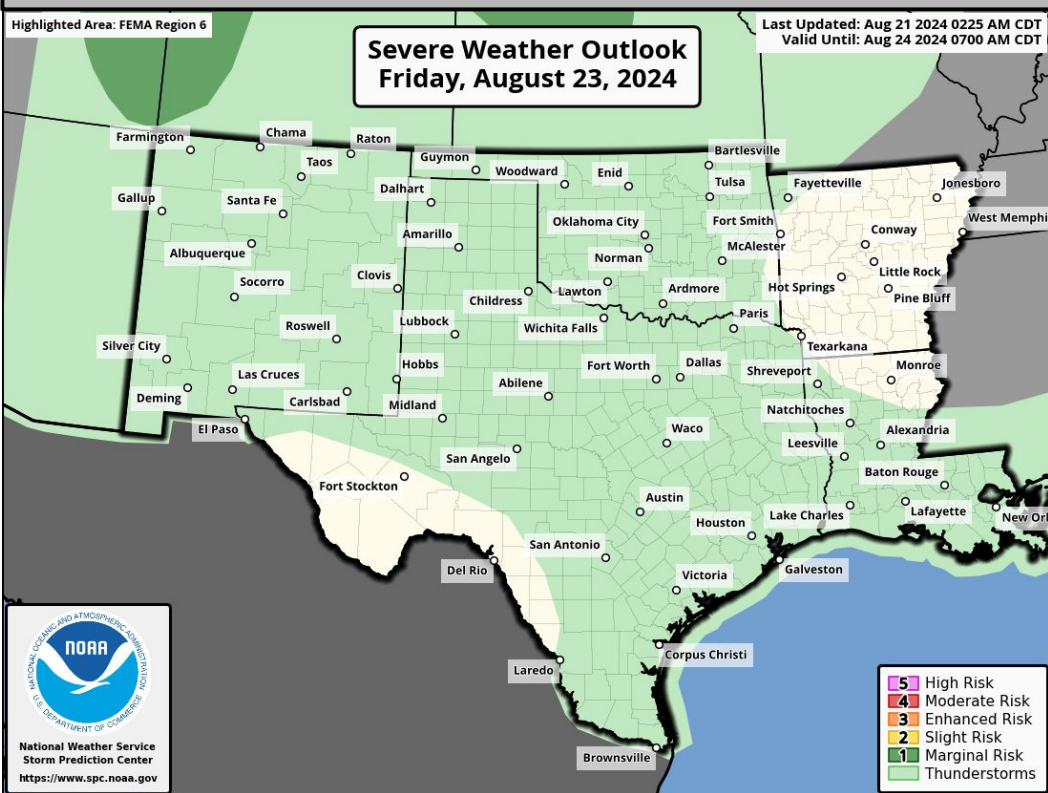 Highlighted Area: FEMA Region 6
Severe Weather Outlook
Friday, August 23, 2024
Last Updated: Aug 21 2024 0225 AM CDT
Valid Until: Aug 24 2024 0700 AM CDT
Farmington
Chama
Raton
Taos
Guymon
Woodward
Enid
Bartlesville
Tulsa
Fayetteville
Jonesboro
Gallup
Santa Fe
Dalhart
Oklahoma City
Fort Smith
West Memphi
Albuquerque
Amarillo
Norman
McAlester
Conway
Socorro
Clovis
Childress
Lawton
Ardmore
Hot Springs
Little Rock
Pine Bluff
Roswell
Lubbock
Wichita Falls
Paris
Texarkana
Silver City
Las Cruces
Hobbs
Abilene
Fort Worth
Dallas
Shreveport
Monroe
Deming
Carlsbad
Midland
Natchitoches
El Paso
San Angelo
Waco
Leesville
Alexandria
Fort Stockton
Baton Rouge
Austin
Houston
Lake Charles
Lafayette
New Orl
Del Rio
San Antonio
Galveston
Victoria
Laredo
Corpus Christi
Brownsville
NATIONAL OCEANIC AND ATMOSPHERIC ADMINISTRATION
NOAA
U.S. DEPARTMENT OF COMMERCE
National Weather Service
Storm Prediction Center
https://www.spc.noaa.gov
5 High Risk
4 Moderate Risk
3 Enhanced Risk
2 Slight Risk
1 Marginal Risk
Thunderstorms